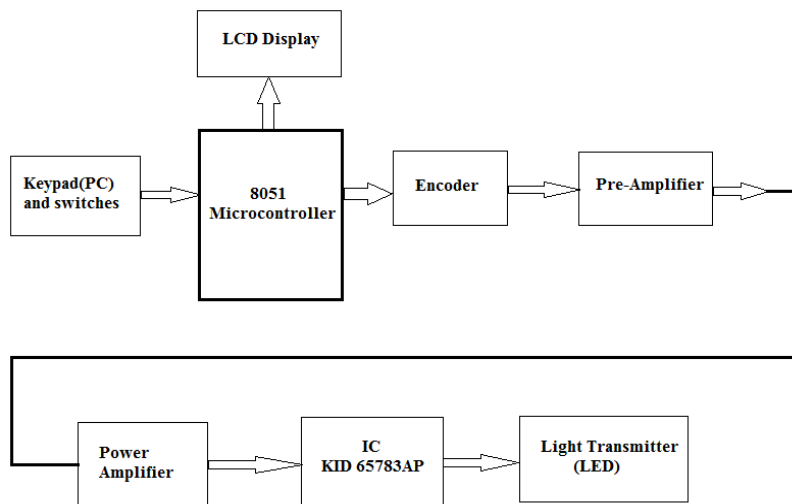 LCD Display
Keypad(PC)
and switches
8051
Microcontroller
Encoder
Pre-Amplifier
Power
Amplifier
IC
KID 65783AP
Light Transmitter
(LED)